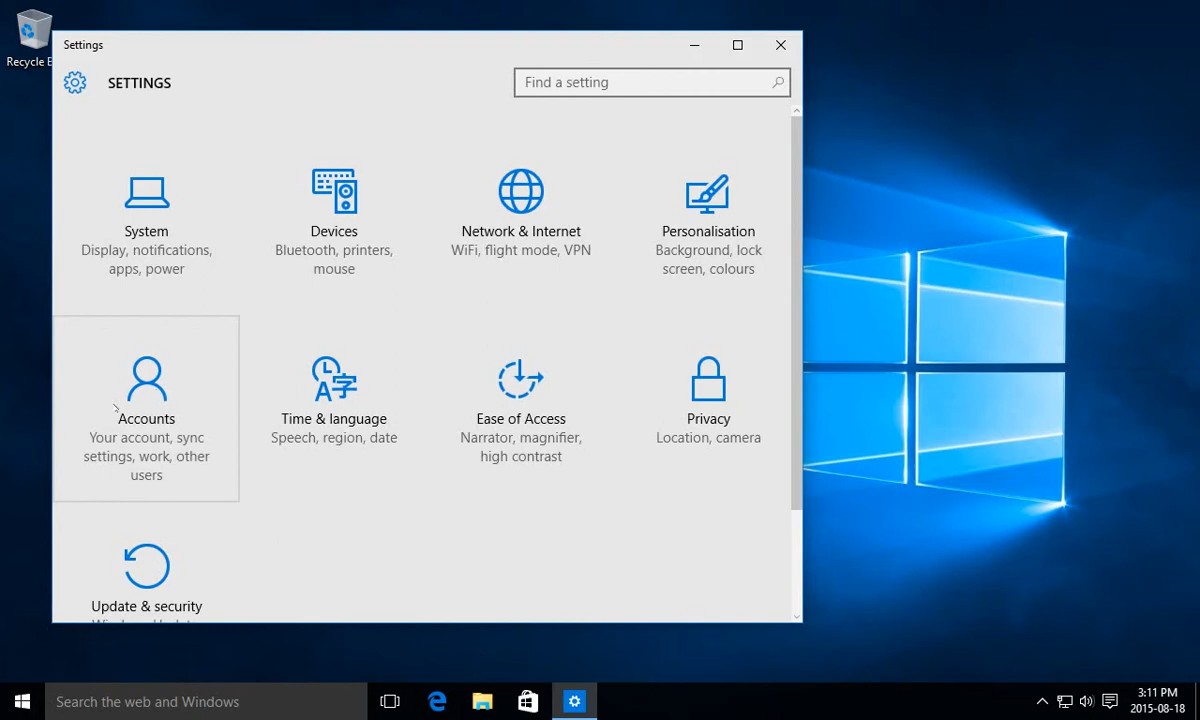 Recycle
Settings
SETTINGS
Find a setting
System
Display, notifications,
apps, power
Devices
Bluetooth, printers,
mouse
Network & Internet
WiFi, flight mode, VPN
Personalisation
Background, lock
screen, colours
Accounts
Your account, sync
settings, work, other
users
Time & language
Speech, region, date
Ease of Access
Narrator, magnifier,
high contrast
Privacy
Location, camera
Update & security
Search the web and Windows
3:11 PM
2015-08-18